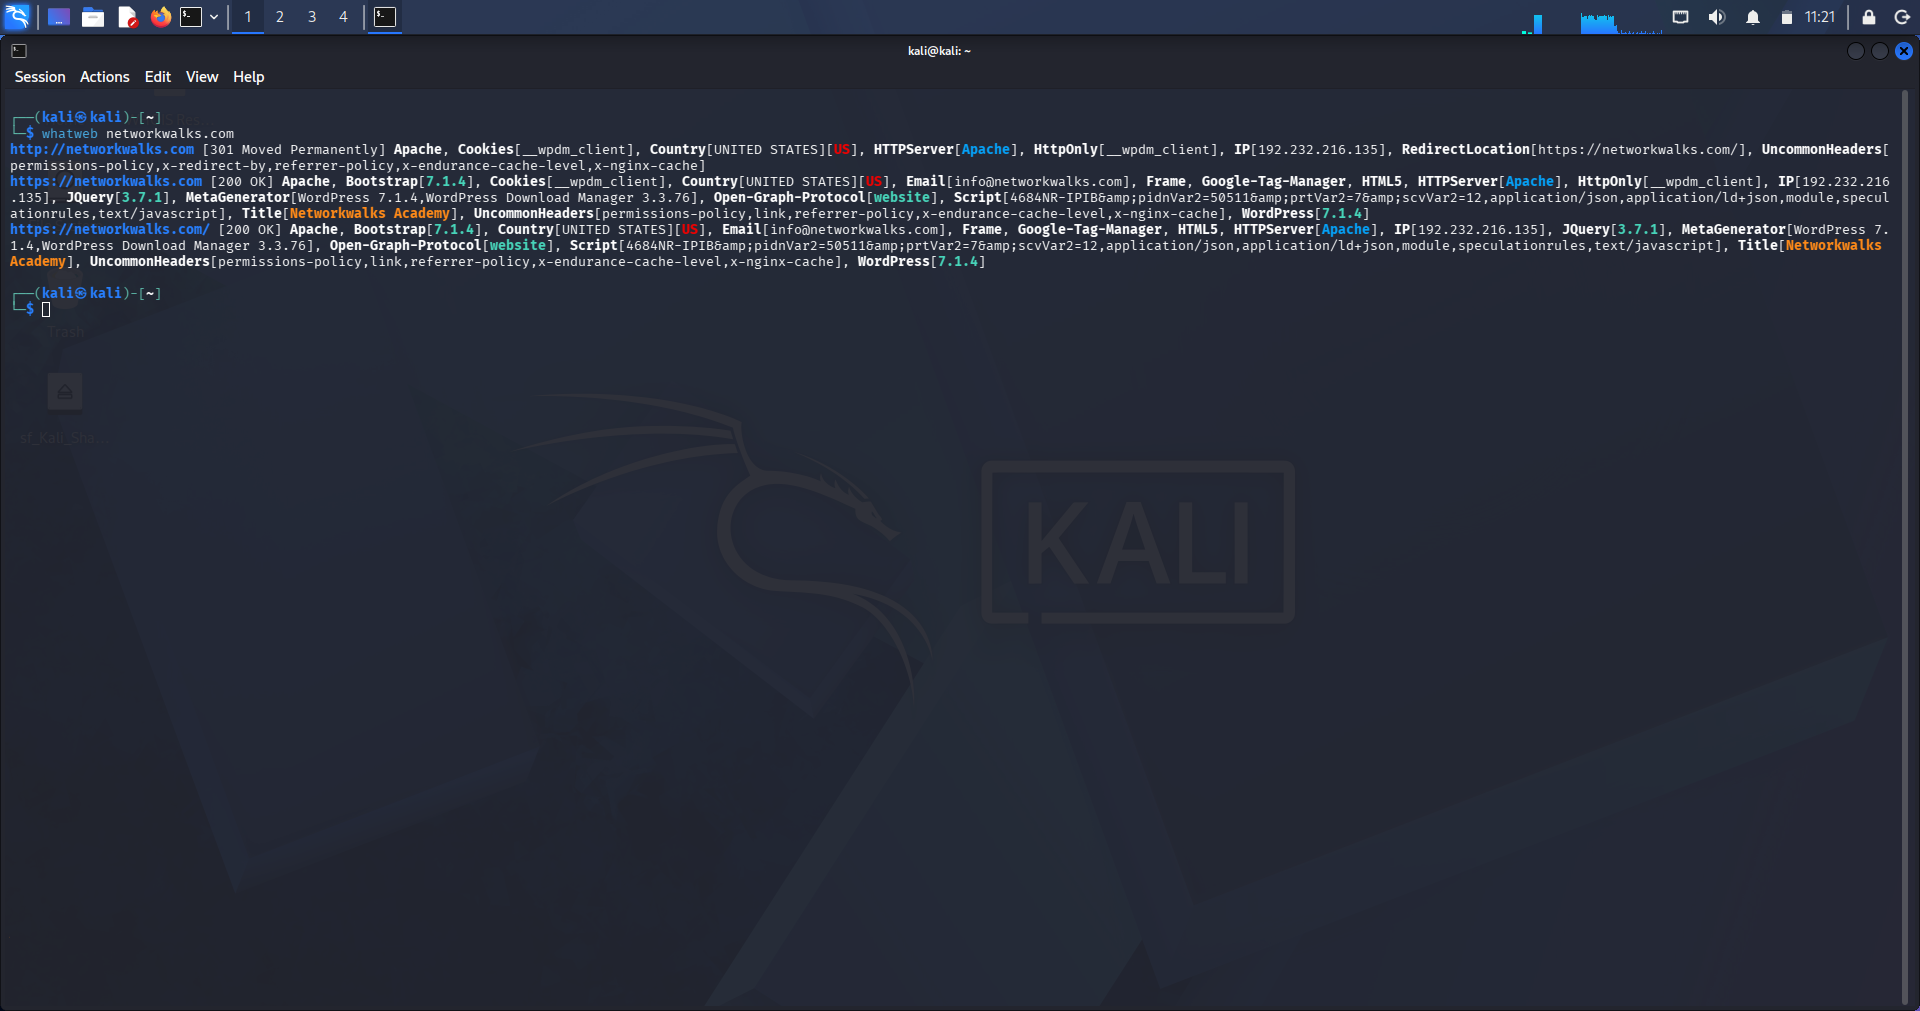 1 2 3 4 11:21
kali@kali: ~
Session Actions Edit View Help
┌──(kali㉿kali)-[~]
└─$ whatweb networkwalks.com
http://networkwalks.com [301 Moved Permanently] Apache, Cookies[__wpdm_client], Country[UNITED STATES][US], HTTPServer[Apache], HttpOnly[__wpdm_client], IP[192.232.216.135], RedirectLocation[https://networkwalks.com/], UncommonHeaders[
permissions-policy,x-redirect-by,referrer-policy,x-endurance-cache-level,x-nginx-cache]
https://networkwalks.com [200 OK] Apache, Bootstrap[7.1.4], Cookies[__wpdm_client], Country[UNITED STATES][US], Email[info@networkwalks.com], Frame, Google-Tag-Manager, HTML5, HTTPServer[Apache], HttpOnly[__wpdm_client], IP[192.232.216
.135], JQuery[3.7.1], MetaGenerator[WordPress 7.1.4,WordPress Download Manager 3.3.76], Open-Graph-Protocol[website], Script[4684NR-IPIB&amp;pidnVar2=50511&amp;prtVar2=7&amp;scvVar2=12,application/json,application/ld+json,module,specul
ationrules,text/javascript], Title[Networkwalks Academy], UncommonHeaders[permissions-policy,link,referrer-policy,x-endurance-cache-level,x-nginx-cache], WordPress[7.1.4]
https://networkwalks.com/ [200 OK] Apache, Bootstrap[7.1.4], Country[UNITED STATES][US], Email[info@networkwalks.com], Frame, Google-Tag-Manager, HTML5, HTTPServer[Apache], IP[192.232.216.135], JQuery[3.7.1], MetaGenerator[WordPress 7.
1.4,WordPress Download Manager 3.3.76], Open-Graph-Protocol[website], Script[4684NR-IPIB&amp;pidnVar2=50511&amp;prtVar2=7&amp;scvVar2=12,application/json,application/ld+json,module,speculationrules,text/javascript], Title[Networkwalks
Academy], UncommonHeaders[permissions-policy,link,referrer-policy,x-endurance-cache-level,x-nginx-cache], WordPress[7.1.4]
┌──(kali㉿kali)-[~]
└─$
Trash
sf_Kali_Sha...
KALI